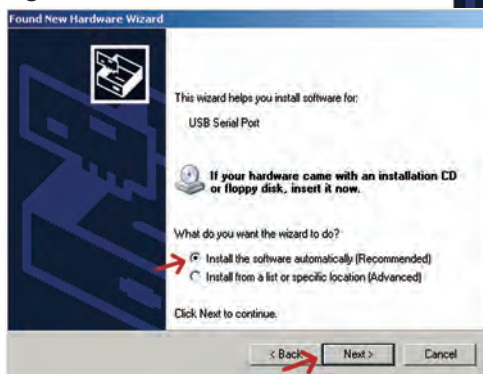 Found New Hardware Wizard
This wizard helps you install software for:
USB Serial Port
If your hardware came with an installation CD
or floppy disk, insert it now.
What do you want the wizard to do?
Install the software automatically (Recommended)
Install from a list or specific location (Advanced)
Click Next to continue.
< Back Next > Cancel